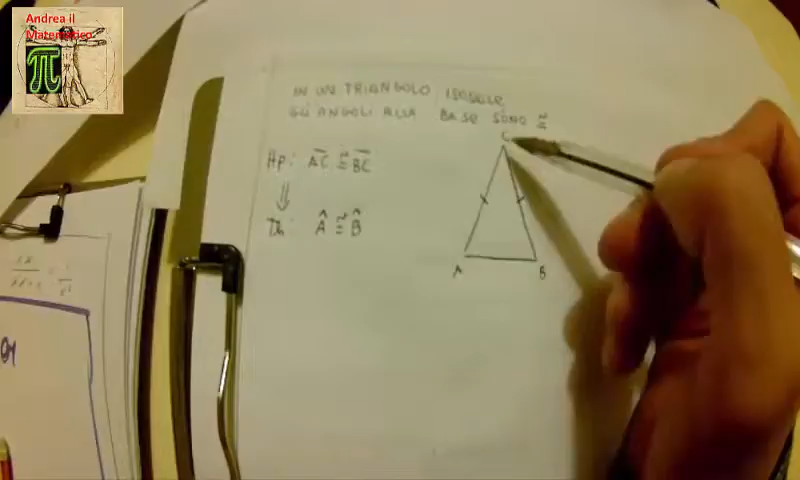 Andrea il
Matematico
π
IN UN TRIANGOLO ISOSCELE
GLI ANGOLI ALLA BASE SONO ≅
Hp: AC ≅ BC
⇓
Th: Â ≅ B̂
C
A
B